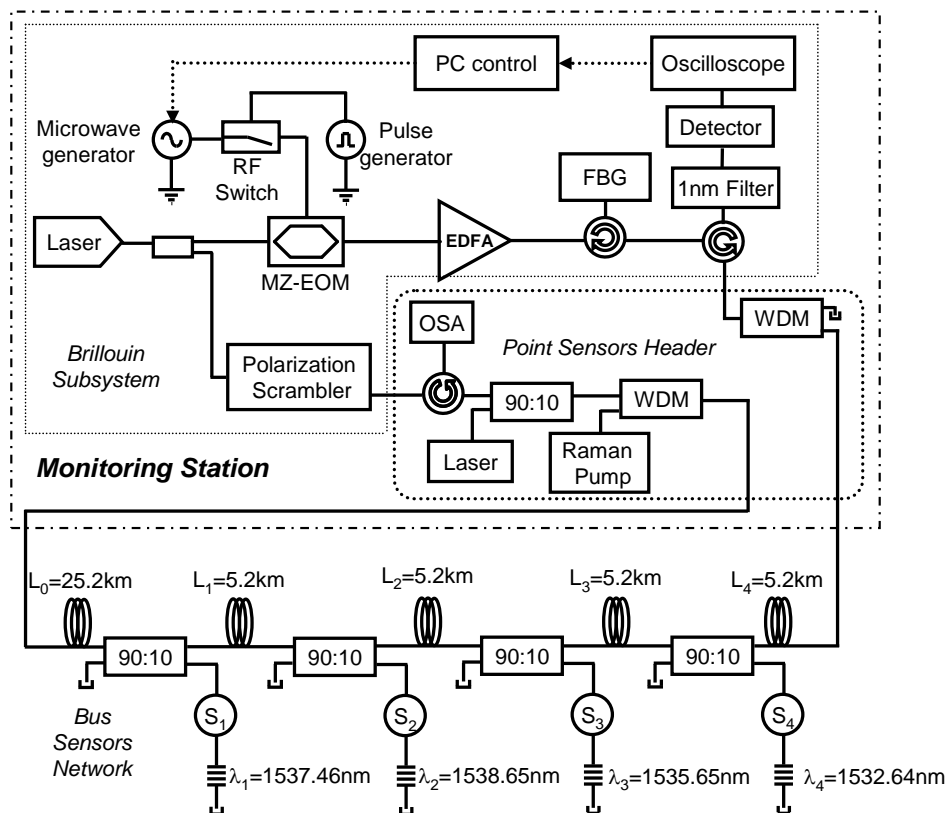 PC control
Oscilloscope
Microwave
generator
RF
Switch
Pulse
generator
Detector
FBG
1nm Filter
Laser
MZ-EOM
EDFA
WDM
OSA
Point Sensors Header
Brillouin
Subsystem
Polarization
Scrambler
90:10
WDM
Laser
Raman
Pump
Monitoring Station
L0=25.2km
L1=5.2km
L2=5.2km
L3=5.2km
L4=5.2km
90:10
90:10
90:10
90:10
Bus
Sensors
Network
S1
S2
S3
S4
λ1=1537.46nm
λ2=1538.65nm
λ3=1535.65nm
λ4=1532.64nm